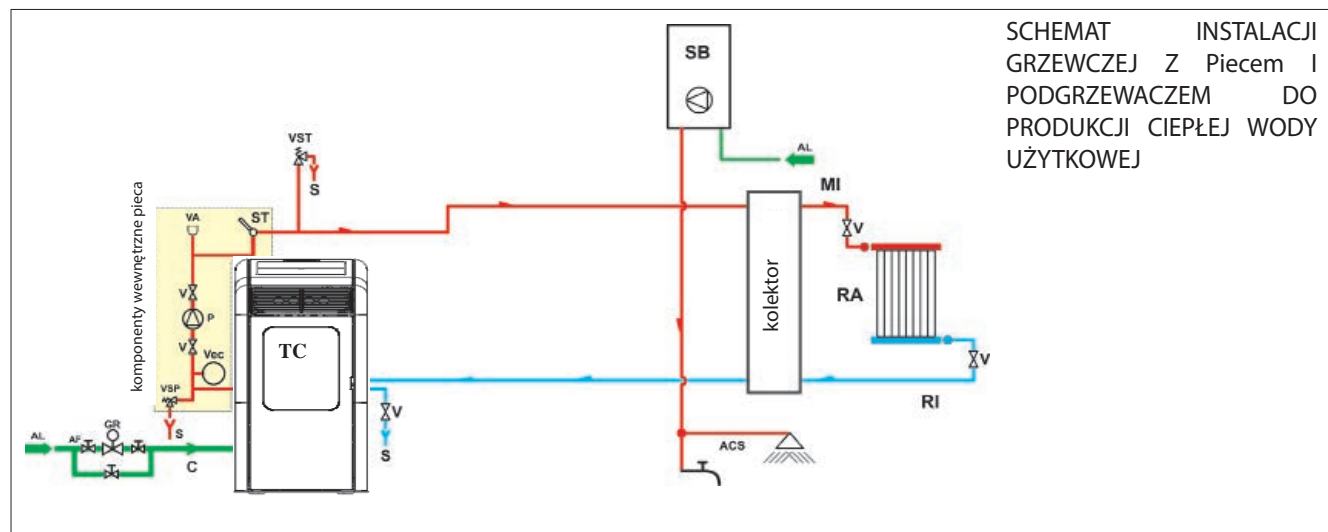 SCHEMAT INSTALACJI
GRZEWCZEJ Z Piecem I
PODGRZEWACZEM DO
PRODUKCJI CIEPŁEJ WODY
UŻYTKOWEJ
SB
AL
VST
S
MI
V
komponenty wewnętrzne pieca
VA
ST
V
P
V
Vec
VSP
S
TC
kolektor
RA
V
RI
V
S
AL
AF
GR
C
ACS